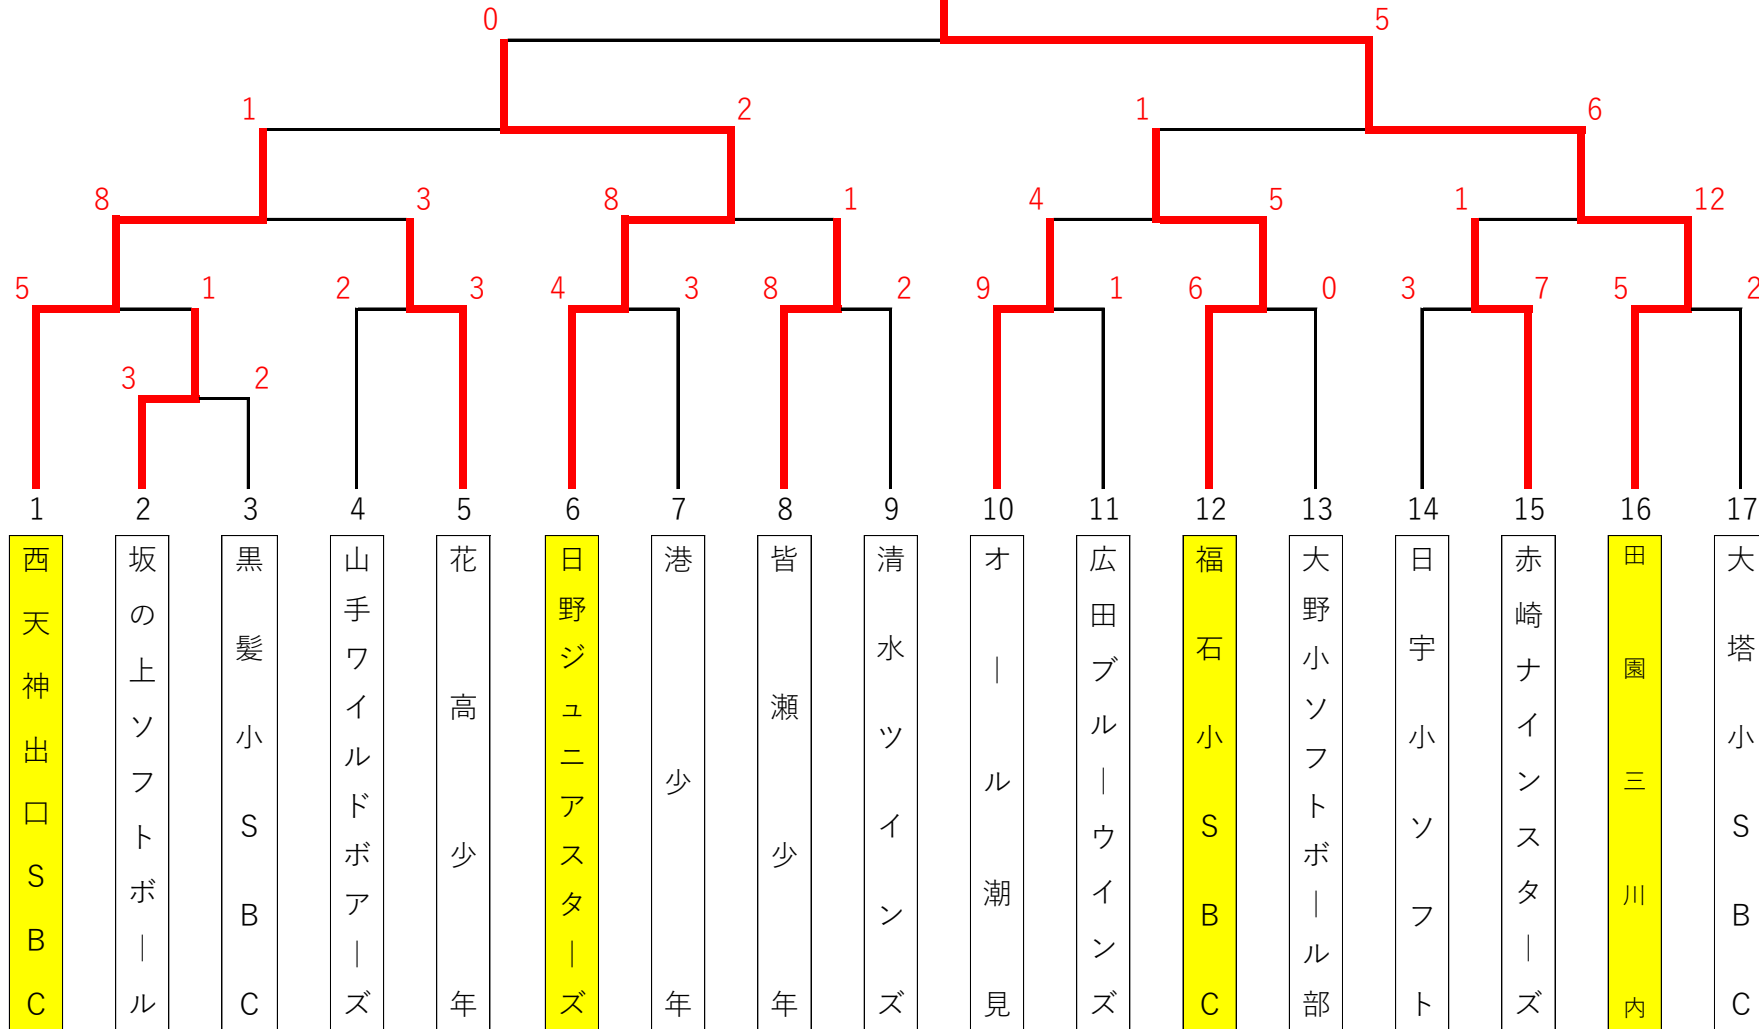 0 5
1 2 1 6
8 3 8 1 4 5 1 12
5 1 2 3 4 3 8 2 9 1 6 0 3 7 5 2
3 2
1 2 3 4 5 6 7 8 9 10 11 12 13 14 15 16 17
西天神出口SBC
坂の上ソフトボール
黒髪小SBC
山手ワイルドボアーズ
花高少年
日野ジュニアスターズ
港少年
皆瀬少年
清水ツインズ
オール潮見
広田ブルーウインズ
福石小SBC
大野小ソフトボール部
日宇小ソフト
赤崎ナインスターズ
田園三川内
大塔小SBC